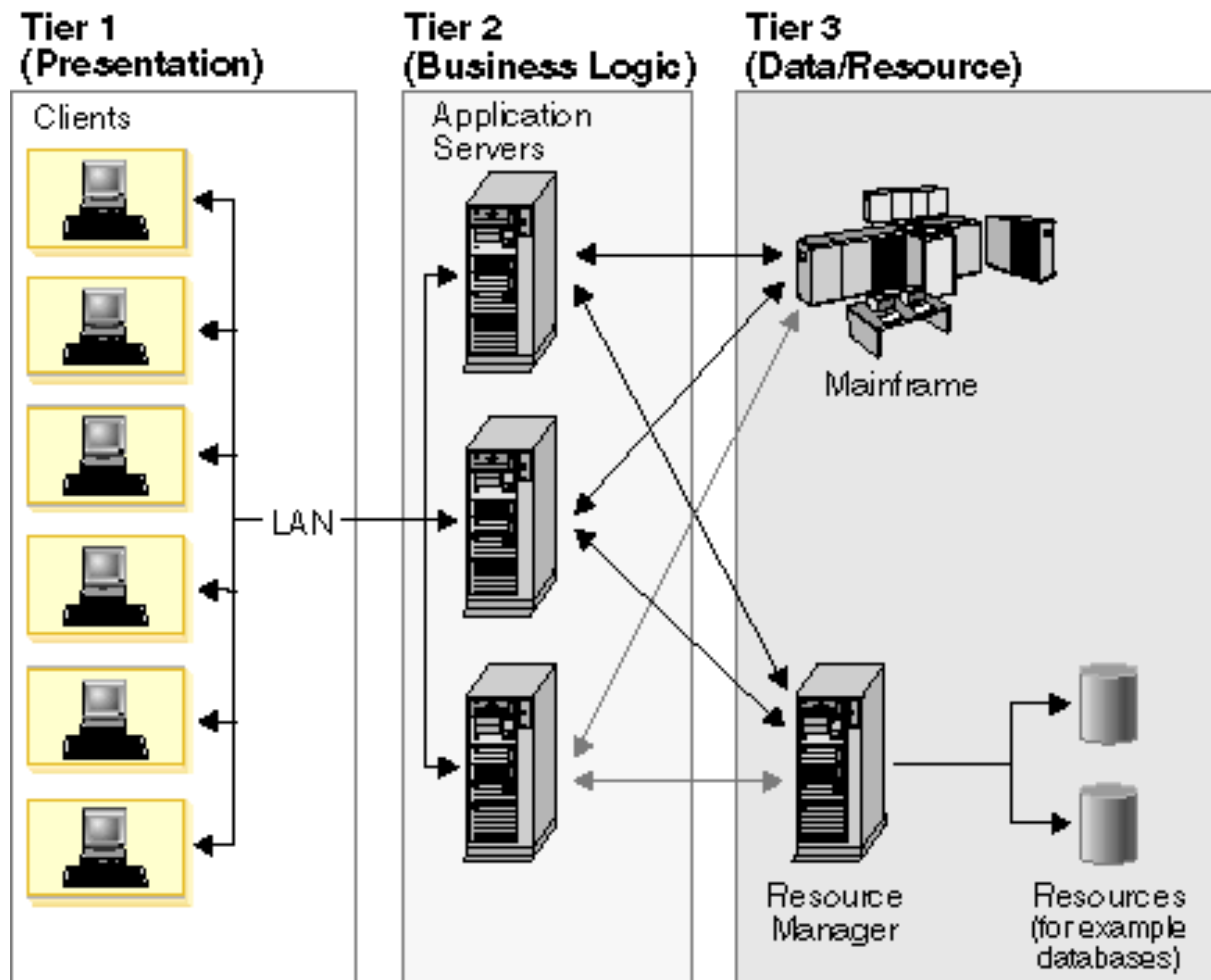 Tier 1
(Presentation)
Tier 2
(Business Logic)
Tier 3
(Data/Resource)
Clients
Application
Servers
Mainframe
LAN
Resource
Manager
Resources
(for example
databases)